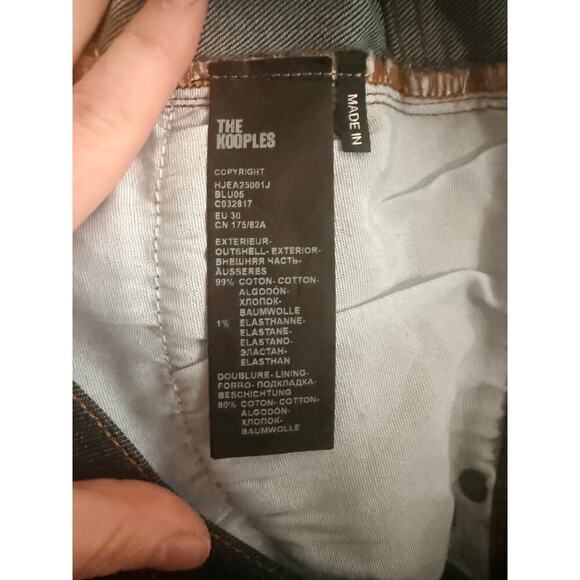 THE
KOOPLES
MADE IN
COPYRIGHT
HJEA25001J
BLU05
C032817
EU 30
CN 175/82A
EXTERIEUR-
OUTSHELL- EXTERIOR-
ВНЕШНЯЯ ЧАСТЬ-
ÄUSSERES
99% COTON- COTTON-
ALGODÓN-
ХЛОПОК-
BAUMWOLLE
1% ELASTHANNE-
ELASTANE-
ELASTANO-
ЭЛАСТАН-
ELASTHAN
DOUBLURE- LINING-
FORRO- ПОДКЛАДКА-
BESCHICHTUNG
80% COTON- COTTON-
ALGODÓN-
ХЛОПОК-
BAUMWOLLE